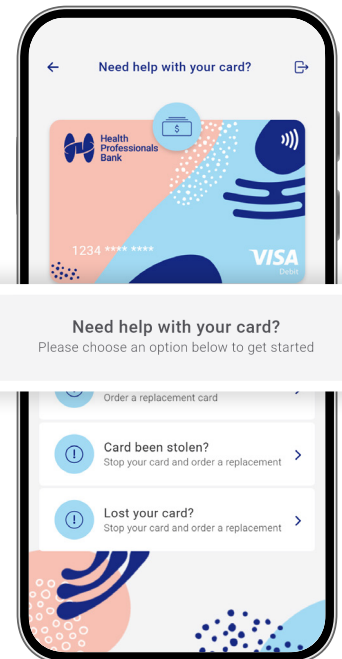 Need help with your card?
$
Health
Professionals
Bank
1234 **** ****
VISA
Debit
Need help with your card?
Please choose an option below to get started
Order a replacement card
Card been stolen?
Stop your card and order a replacement
Lost your card?
Stop your card and order a replacement